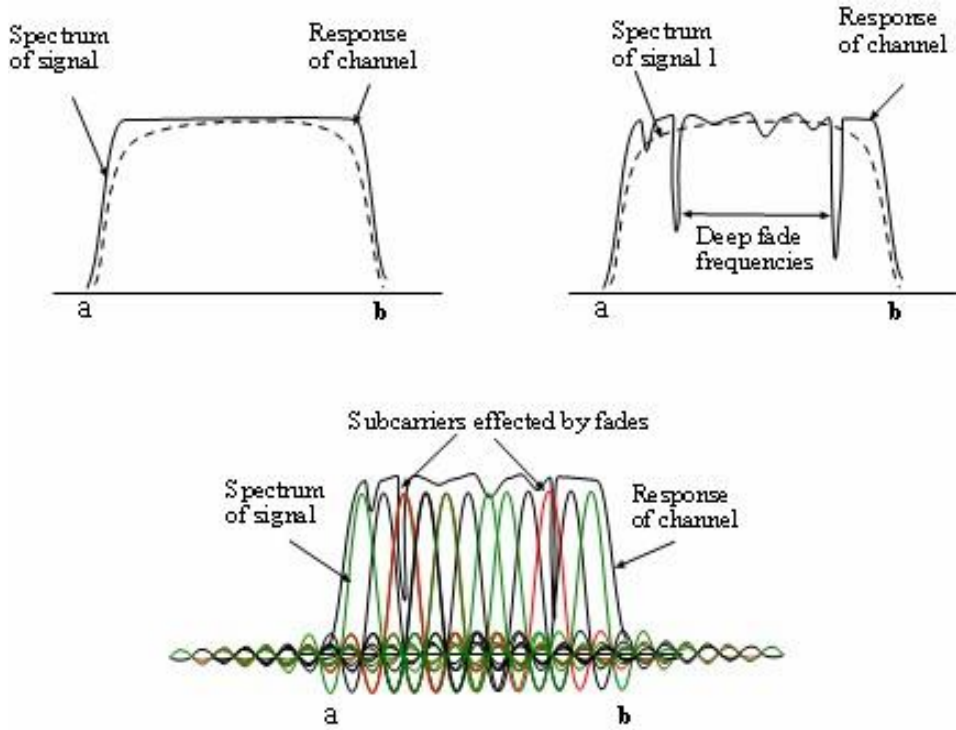 Spectrum
of signal
Response
of channel
a
b
Spectrum
of signal 1
Response
of channel
Deep fade
frequencies
a
b
Subcarriers effected by fades
Spectrum
of signal
Response
of channel
a
b